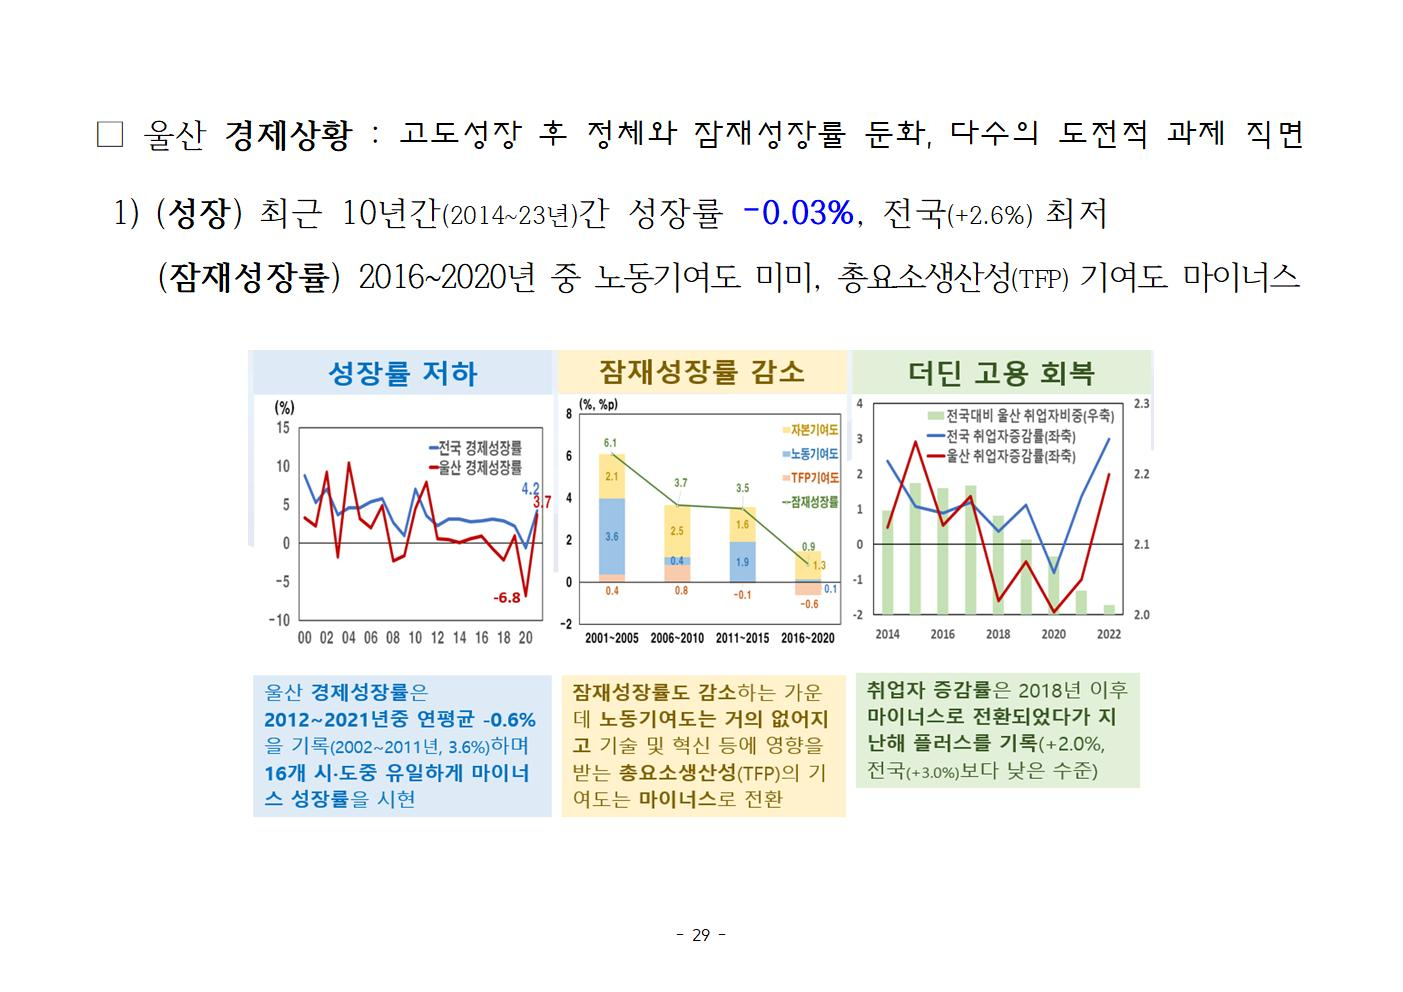 □ 울산 경제상황 : 고도성장 후 정체와 잠재성장률 둔화, 다수의 도전적 과제 직면
1) (성장) 최근 10년간(2014~23년)간 성장률 -0.03%, 전국(+2.6%) 최저
(잠재성장률) 2016~2020년 중 노동기여도 미미, 총요소생산성(TFP) 기여도 마이너스
성장률 저하
(%)
15
10
5
0
-5
-10
전국 경제성장률
울산 경제성장률
4.2
3.7
-6.8
00 02 04 06 08 10 12 14 16 18 20
울산 경제성장률은
2012~2021년중 연평균 -0.6%
을 기록(2002~2011년, 3.6%)하며
16개 시·도중 유일하게 마이너
스 성장률을 시현
잠재성장률 감소
(%, %p)
8
6
4
2
0
-2
자본기여도
노동기여도
TFP기여도
잠재성장률
6.1
2.1
3.6
0.4
3.7
2.5
0.4
0.8
3.5
1.6
1.9
-0.1
0.9
1.3
0.1
-0.6
2001~2005 2006~2010 2011~2015 2016~2020
잠재성장률도 감소하는 가운
데 노동기여도는 거의 없어지
고 기술 및 혁신 등에 영향을
받는 총요소생산성(TFP)의 기
여도는 마이너스로 전환
더딘 고용 회복
4
3
2
1
0
-1
-2
전국대비 울산 취업자비중(우축)
전국 취업자증감률(좌축)
울산 취업자증감률(좌축)
2.3
2.2
2.1
2.0
2014 2016 2018 2020 2022
취업자 증감률은 2018년 이후
마이너스로 전환되었다가 지
난해 플러스를 기록(+2.0%,
전국(+3.0%)보다 낮은 수준)
- 29 -